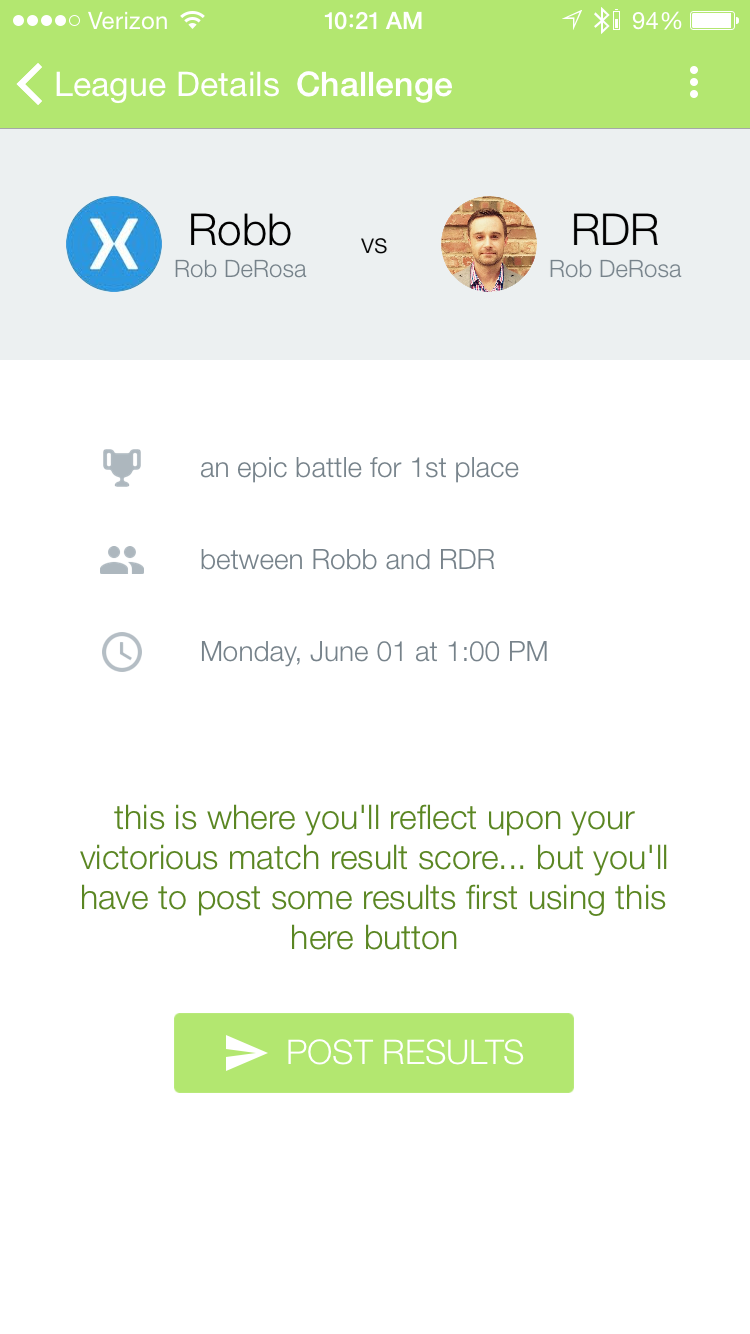 Verizon 10:21 AM 94%
League Details Challenge
Robb vs RDR
Rob DeRosa Rob DeRosa
an epic battle for 1st place
between Robb and RDR
Monday, June 01 at 1:00 PM
this is where you'll reflect upon your
victorious match result score... but you'll
have to post some results first using this
here button
POST RESULTS